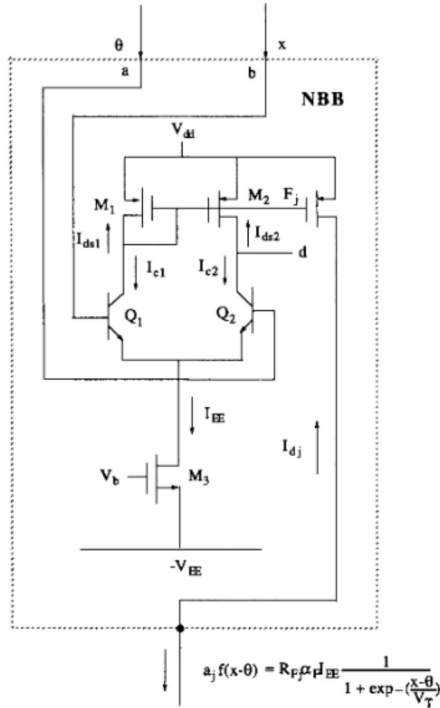 θ x
a b
NBB
V_dd
M_1 M_2 F_j
I_ds1 I_ds2
I_c1 I_c2 d
Q_1 Q_2
I_EE
I_dj
V_b M_3
-V_EE
a_j f(x-θ) = R_Fj α_F I_EE 1 / 1 + exp-(x-θ / V_T)